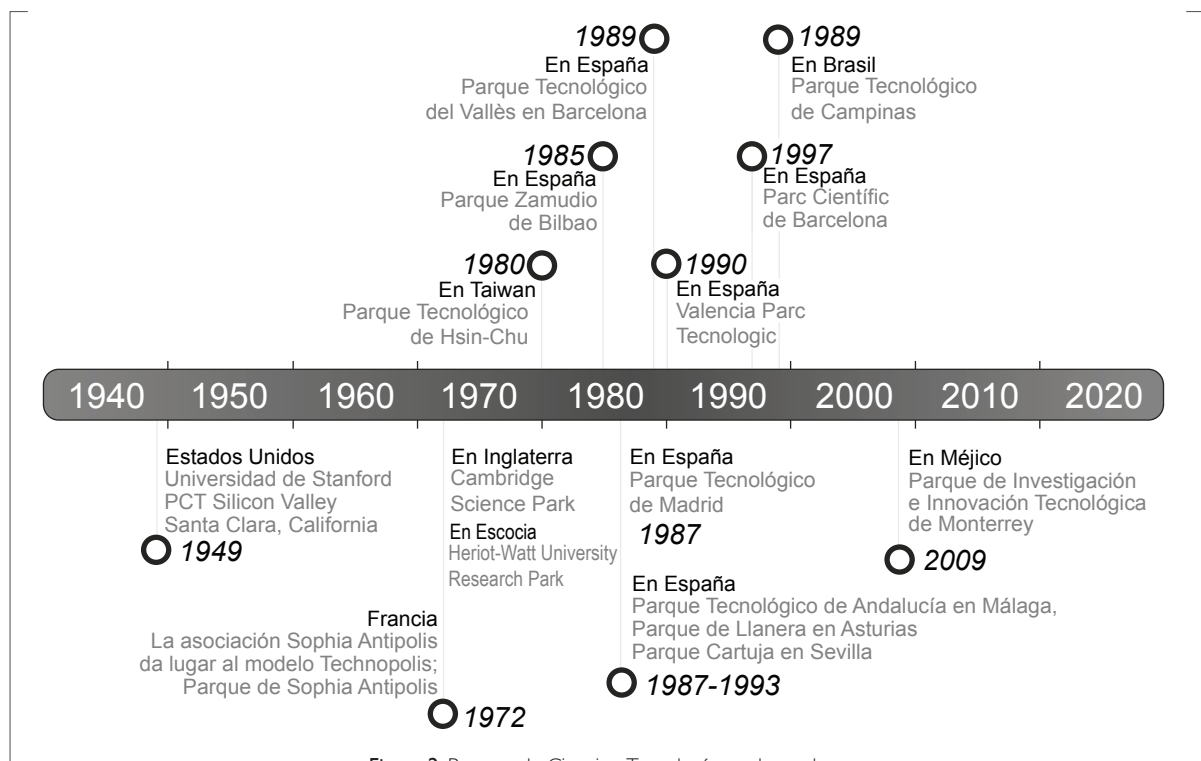 1989
En España
Parque Tecnológico
del Vallès en Barcelona
1989
En Brasil
Parque Tecnológico
de Campinas
1985
En España
Parque Zamudio
de Bilbao
1997
En España
Parc Científic
de Barcelona
1980
En Taiwan
Parque Tecnológico
de Hsin-Chu
1990
En España
Valencia Parc
Tecnologic
1940 1950 1960 1970 1980 1990 2000 2010 2020
Estados Unidos
Universidad de Stanford
PCT Silicon Valley
Santa Clara, California
1949
En Inglaterra
Cambridge
Science Park
En Escocia
Heriot-Watt University
Research Park
Francia
La asociación Sophia Antipolis
da lugar al modelo Technopolis;
Parque de Sophia Antipolis
1972
En España
Parque Tecnológico
de Madrid
1987
En España
Parque Tecnológico de Andalucía en Málaga,
Parque de Llanera en Asturias
Parque Cartuja en Sevilla
1987-1993
En Méjico
Parque de Investigación
e Innovación Tecnológica
de Monterrey
2009